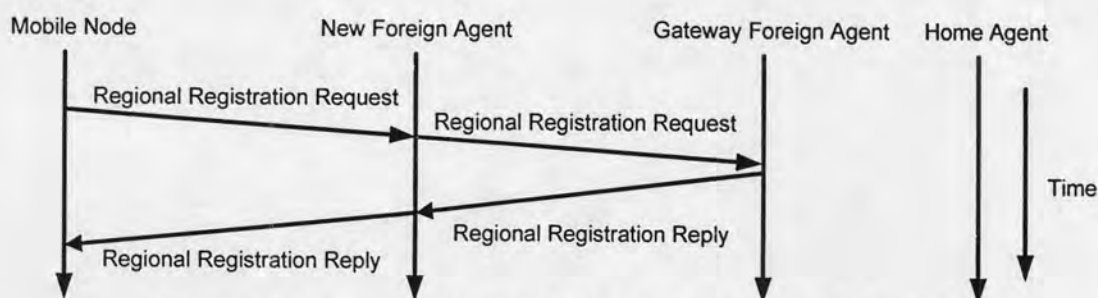 Mobile Node
New Foreign Agent
Gateway Foreign Agent
Home Agent
Regional Registration Request
Regional Registration Request
Time
Regional Registration Reply
Regional Registration Reply